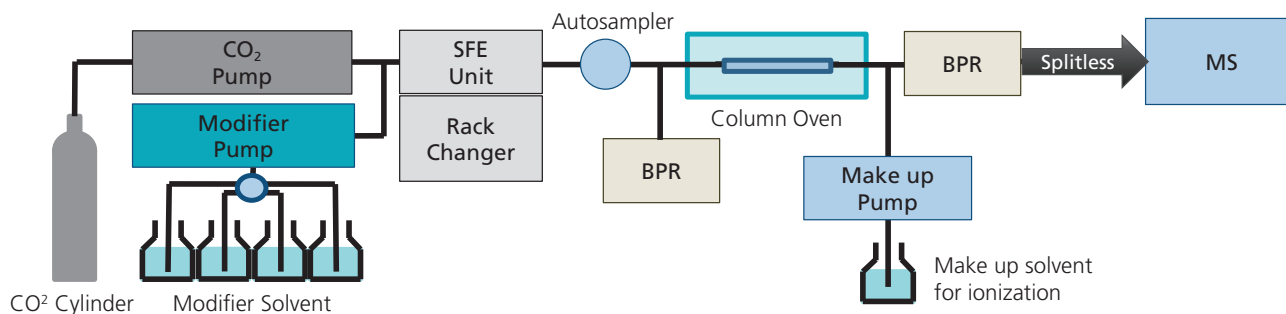 Autosampler
CO₂
Pump
SFE
Unit
BPR
Splitless
MS
Modifier
Pump
Rack
Changer
Column Oven
BPR
Make up
Pump
CO² Cylinder
Modifier Solvent
Make up solvent
for ionization